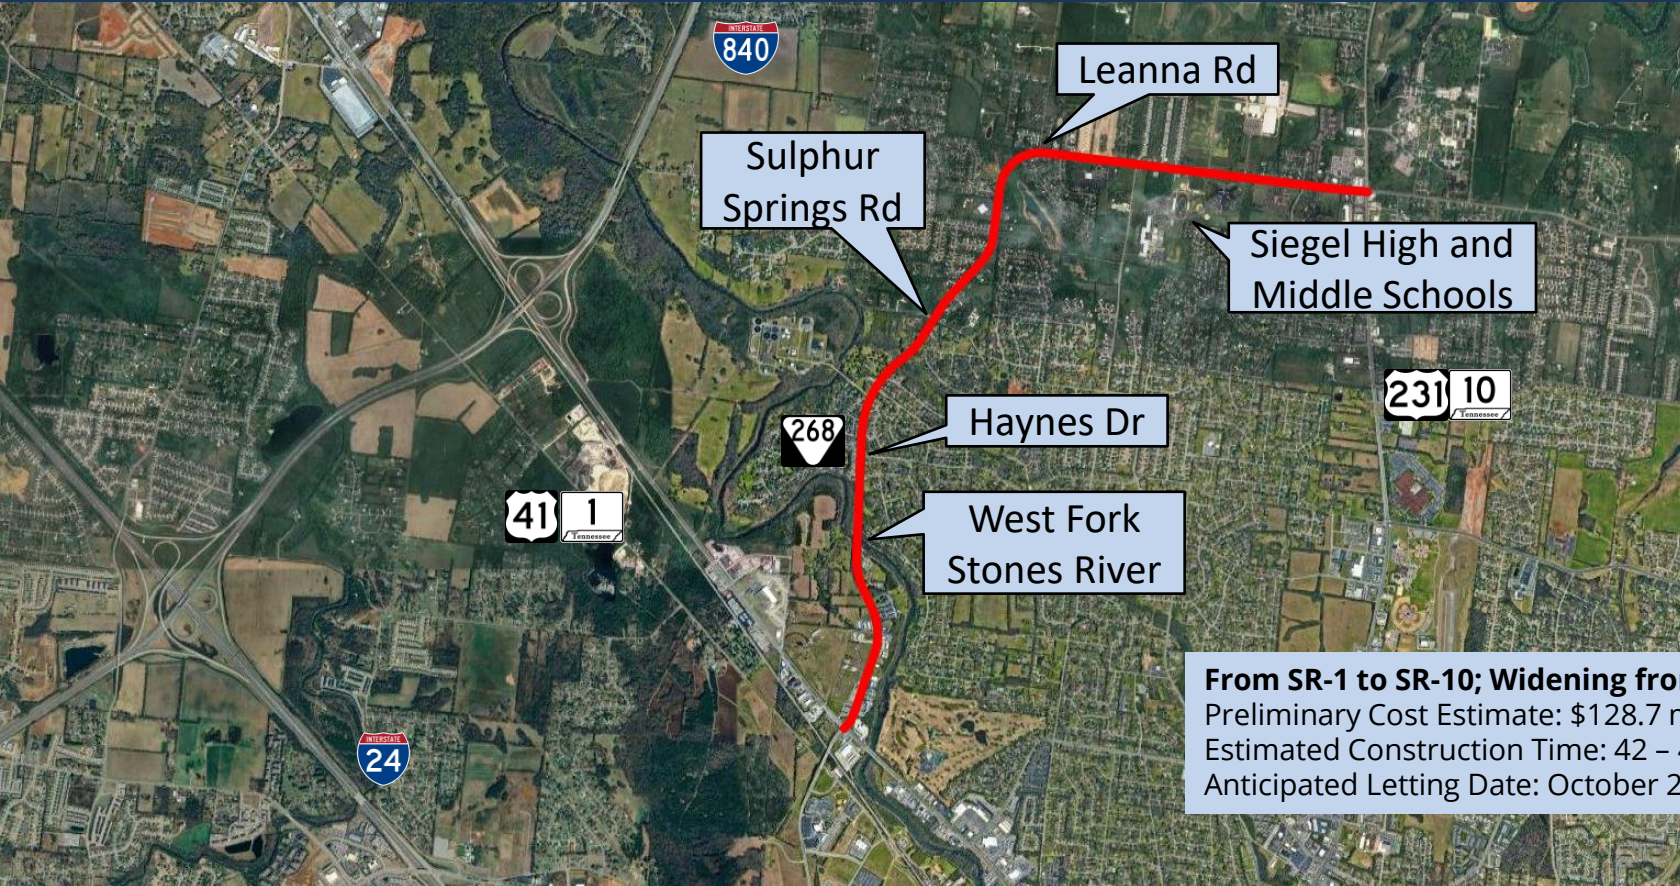 INTERSTATE
840
Leanna Rd
Sulphur
Springs Rd
Siegel High and
Middle Schools
231
10
Tennessee
268
Haynes Dr
41
1
Tennessee
West Fork
Stones River
INTERSTATE
24
From SR-1 to SR-10; Widening
Preliminary Cost Estimate: $128.7
Estimated Construction Time: 42 –
Anticipated Letting Date: October